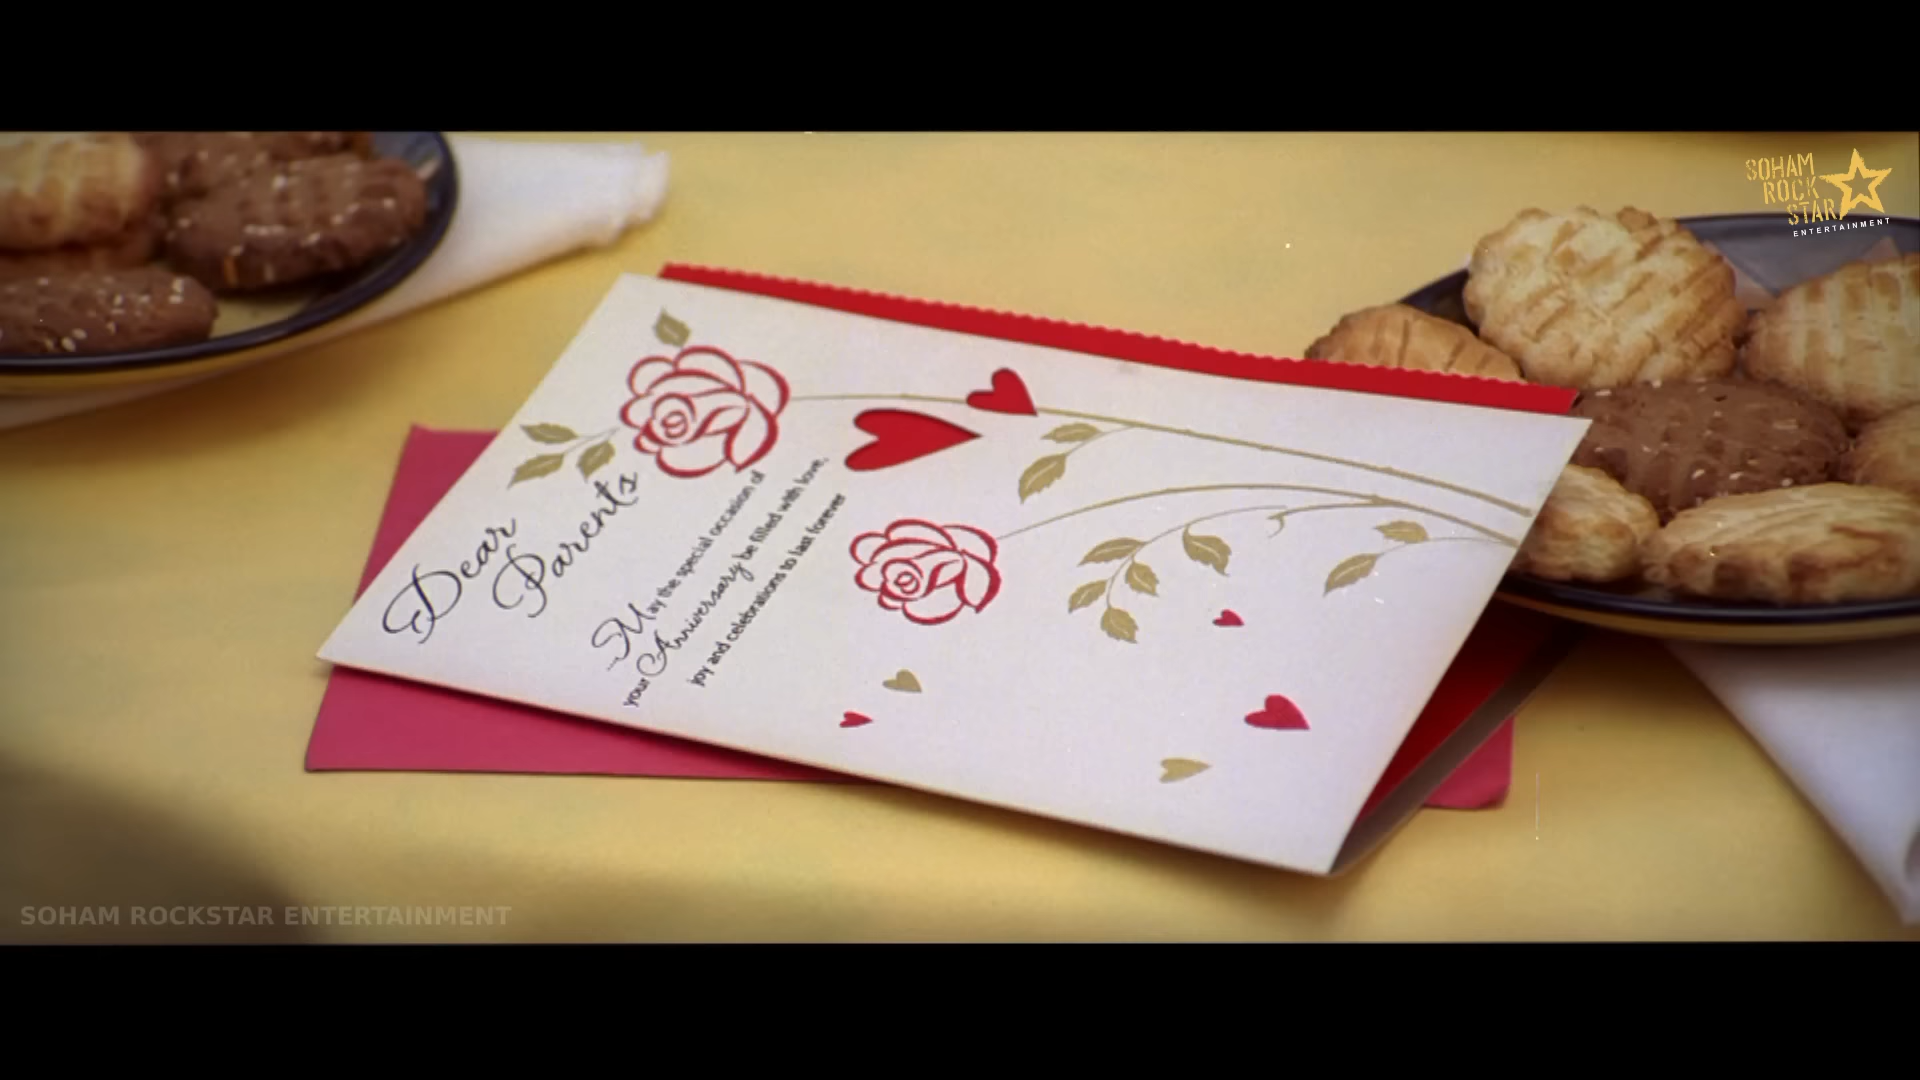 SOHAM
ROCK
STAR
ENTERTAINMENT
Dear
Parents
...May the special occasion of
your Anniversary be filled with love,
joy and celebrations to last forever
SOHAM ROCKSTAR ENTERTAINMENT